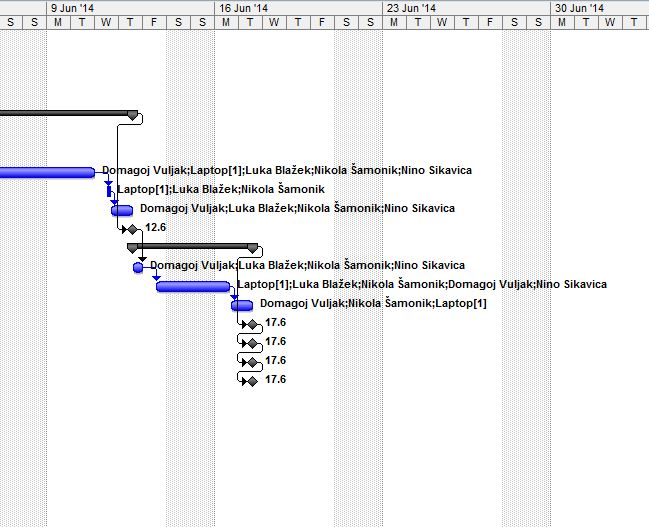 9 Jun '14 16 Jun '14 23 Jun '14 30 Jun '14
S S M T W T F S S M T W T F S S M T W T F S S M T W T
Domagoj Vuljak;Laptop[1];Luka Blažek;Nikola Šamonik;Nino Sikavica
Laptop[1];Luka Blažek;Nikola Šamonik
Domagoj Vuljak;Luka Blažek;Nikola Šamonik;Nino Sikavica
12.6
Domagoj Vuljak;Luka Blažek;Nikola Šamonik;Nino Sikavica
Laptop[1];Luka Blažek;Nikola Šamonik;Domagoj Vuljak;Nino Sikavica
Domagoj Vuljak;Nikola Šamonik;Laptop[1]
17.6
17.6
17.6
17.6